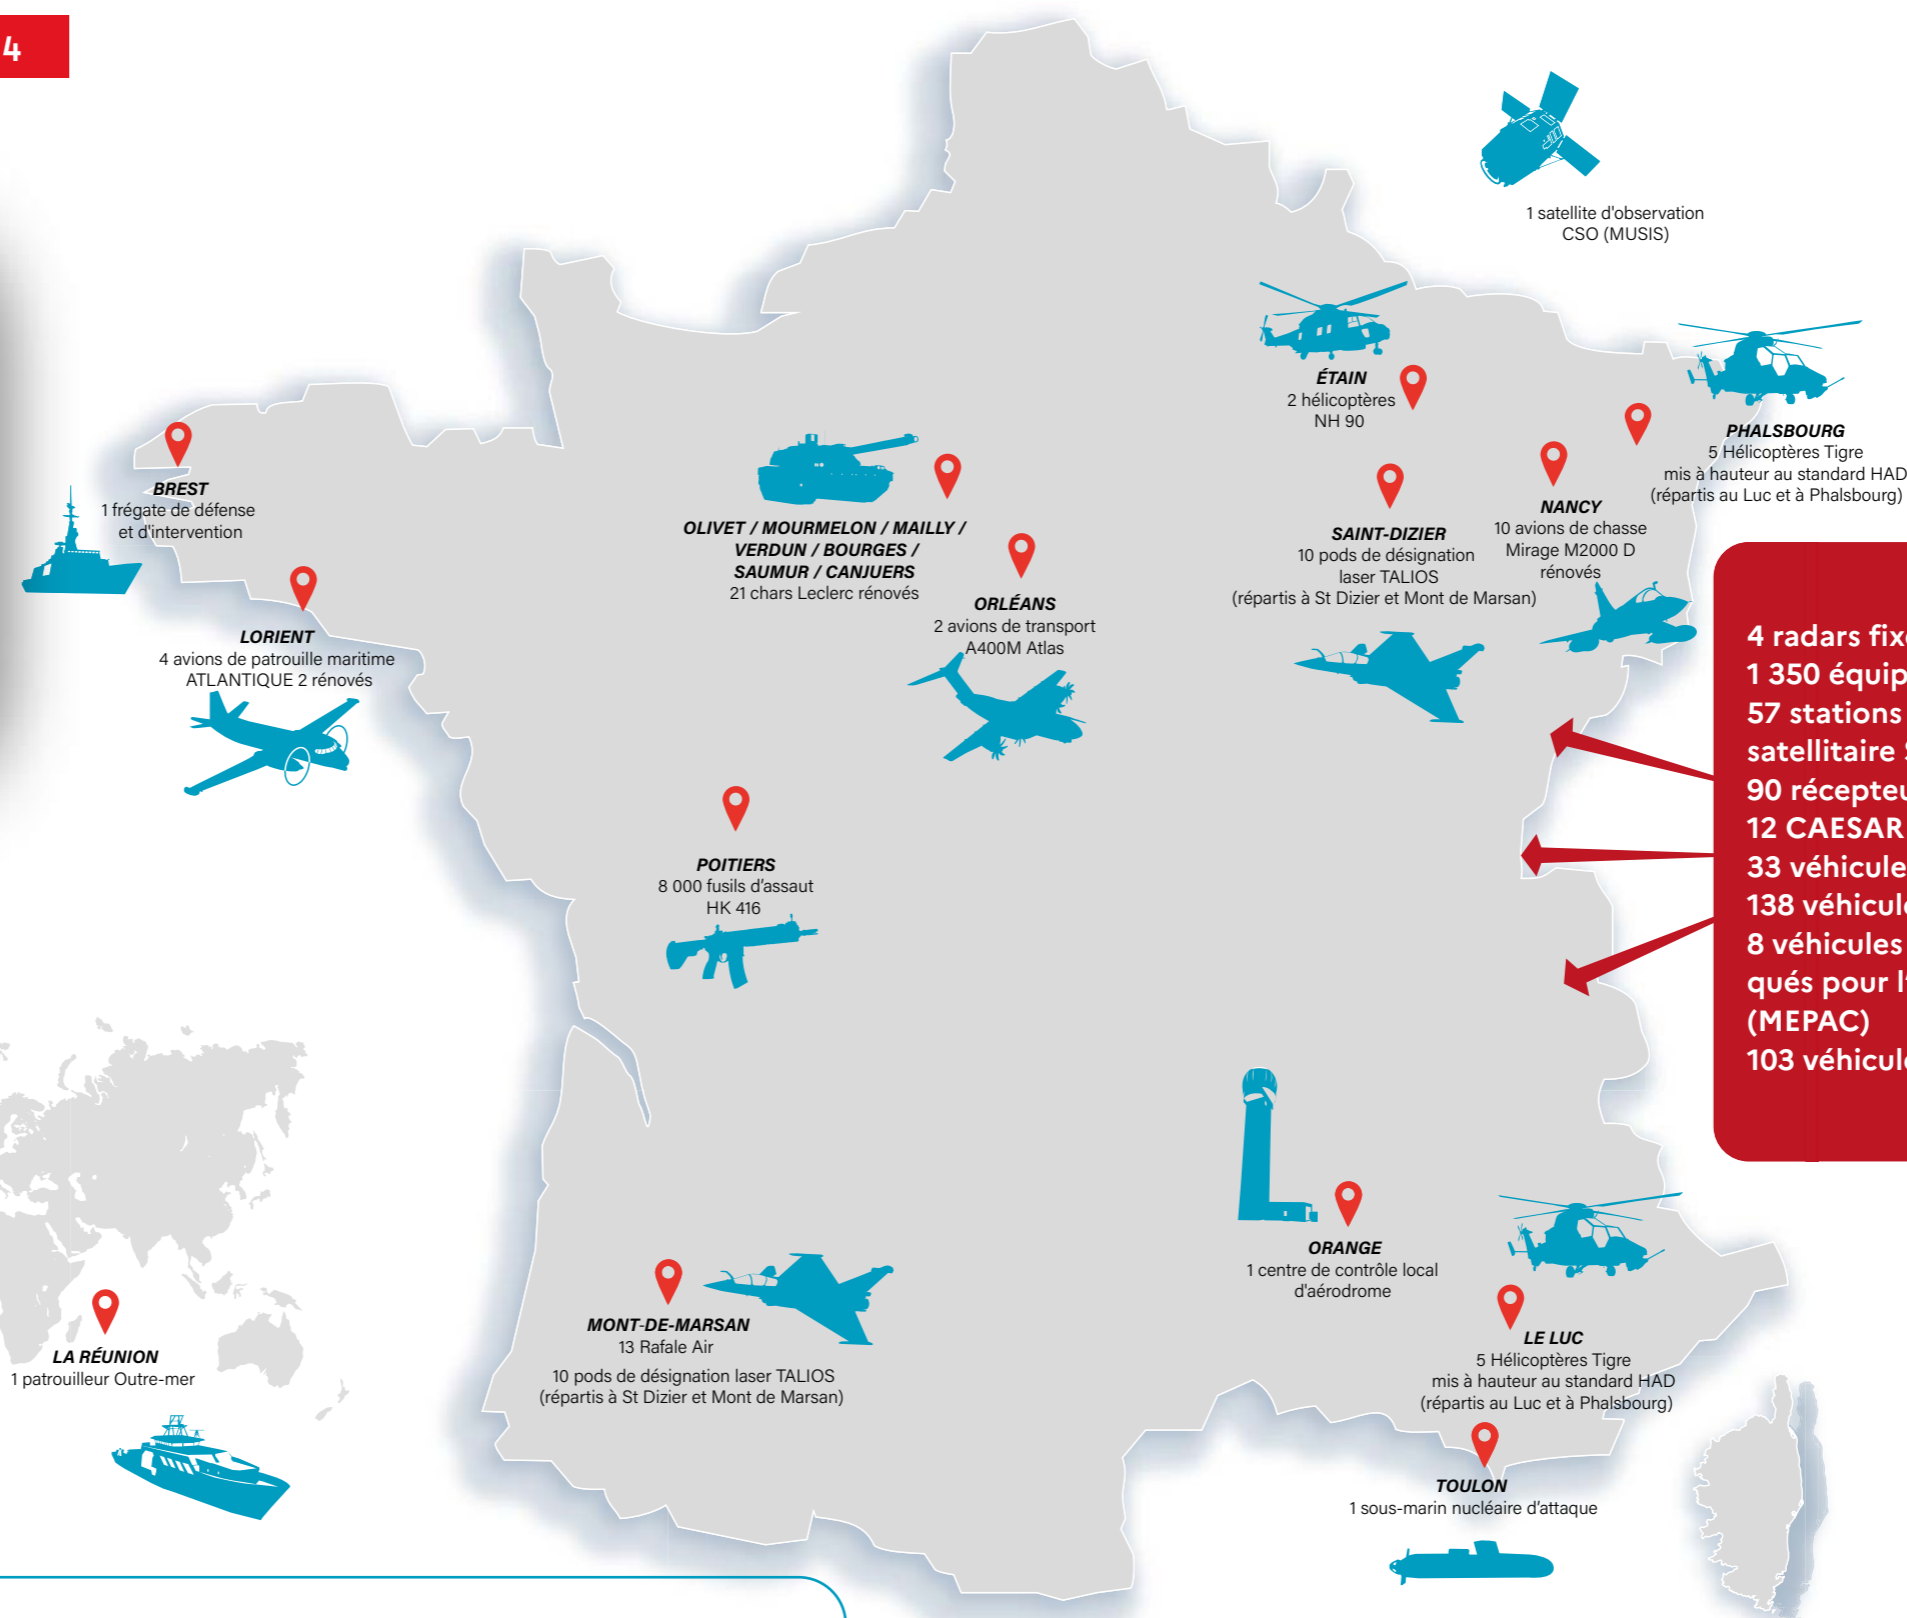 4
1 satellite d'observation
CSO (MUSIS)
ÉTAIN
2 hélicoptères
NH 90
PHALSBOURG
5 Hélicoptères Tigre
mis à hauteur au standard HAD
(répartis au Luc et à Phalsbourg)
BREST
1 frégate de défense
et d'intervention
OLIVET / MOURMELON / MAILLY /
VERDUN / BOURGES /
SAUMUR / CANJUERS
21 chars Leclerc rénovés
SAINT-DIZIER
10 pods de désignation
laser TALIOS
(répartis à St Dizier et Mont de Marsan)
NANCY
10 avions de chasse
Mirage M2000 D
rénovés
LORIENT
4 avions de patrouille maritime
ATLANTIQUE 2 rénovés
ORLÉANS
2 avions de transport
A400M Atlas
4 radars
1 350
57 stations
satellitaire
90
12 CAESAR
33
138
8 véhicules
qués pour
(MEPAC)
103
POITIERS
8 000 fusils d'assaut
HK 416
ORANGE
1 centre de contrôle local
d'aérodrome
LA RÉUNION
1 patrouilleur Outre-mer
MONT-DE-MARSAN
13 Rafale Air
10 pods de désignation laser TALIOS
(répartis à St Dizier et Mont de Marsan)
LE LUC
5 Hélicoptères Tigre
mis à hauteur au standard HAD
(répartis au Luc et à Phalsbourg)
TOULON
1 sous-marin nucléaire d'attaque